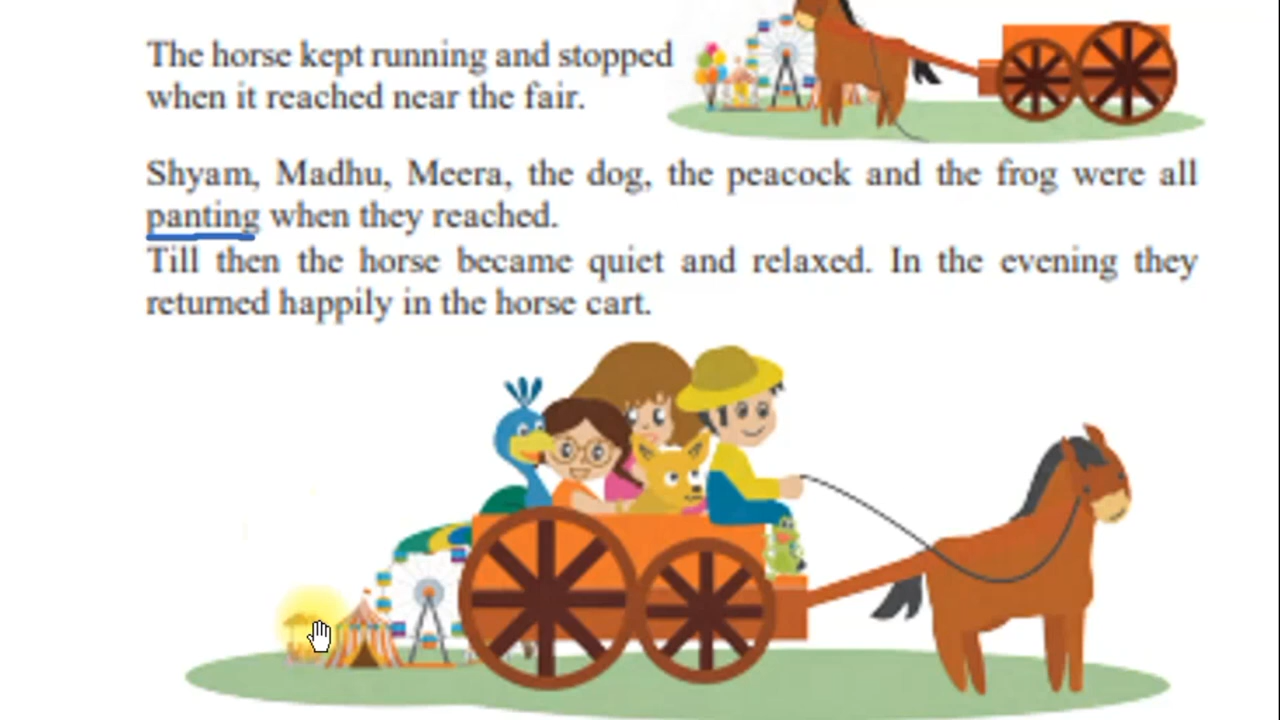 The horse kept running and stopped
when it reached near the fair.
Shyam, Madhu, Meera, the dog, the peacock and the frog were all
panting when they reached.
Till then the horse became quiet and relaxed. In the evening they
returned happily in the horse cart.